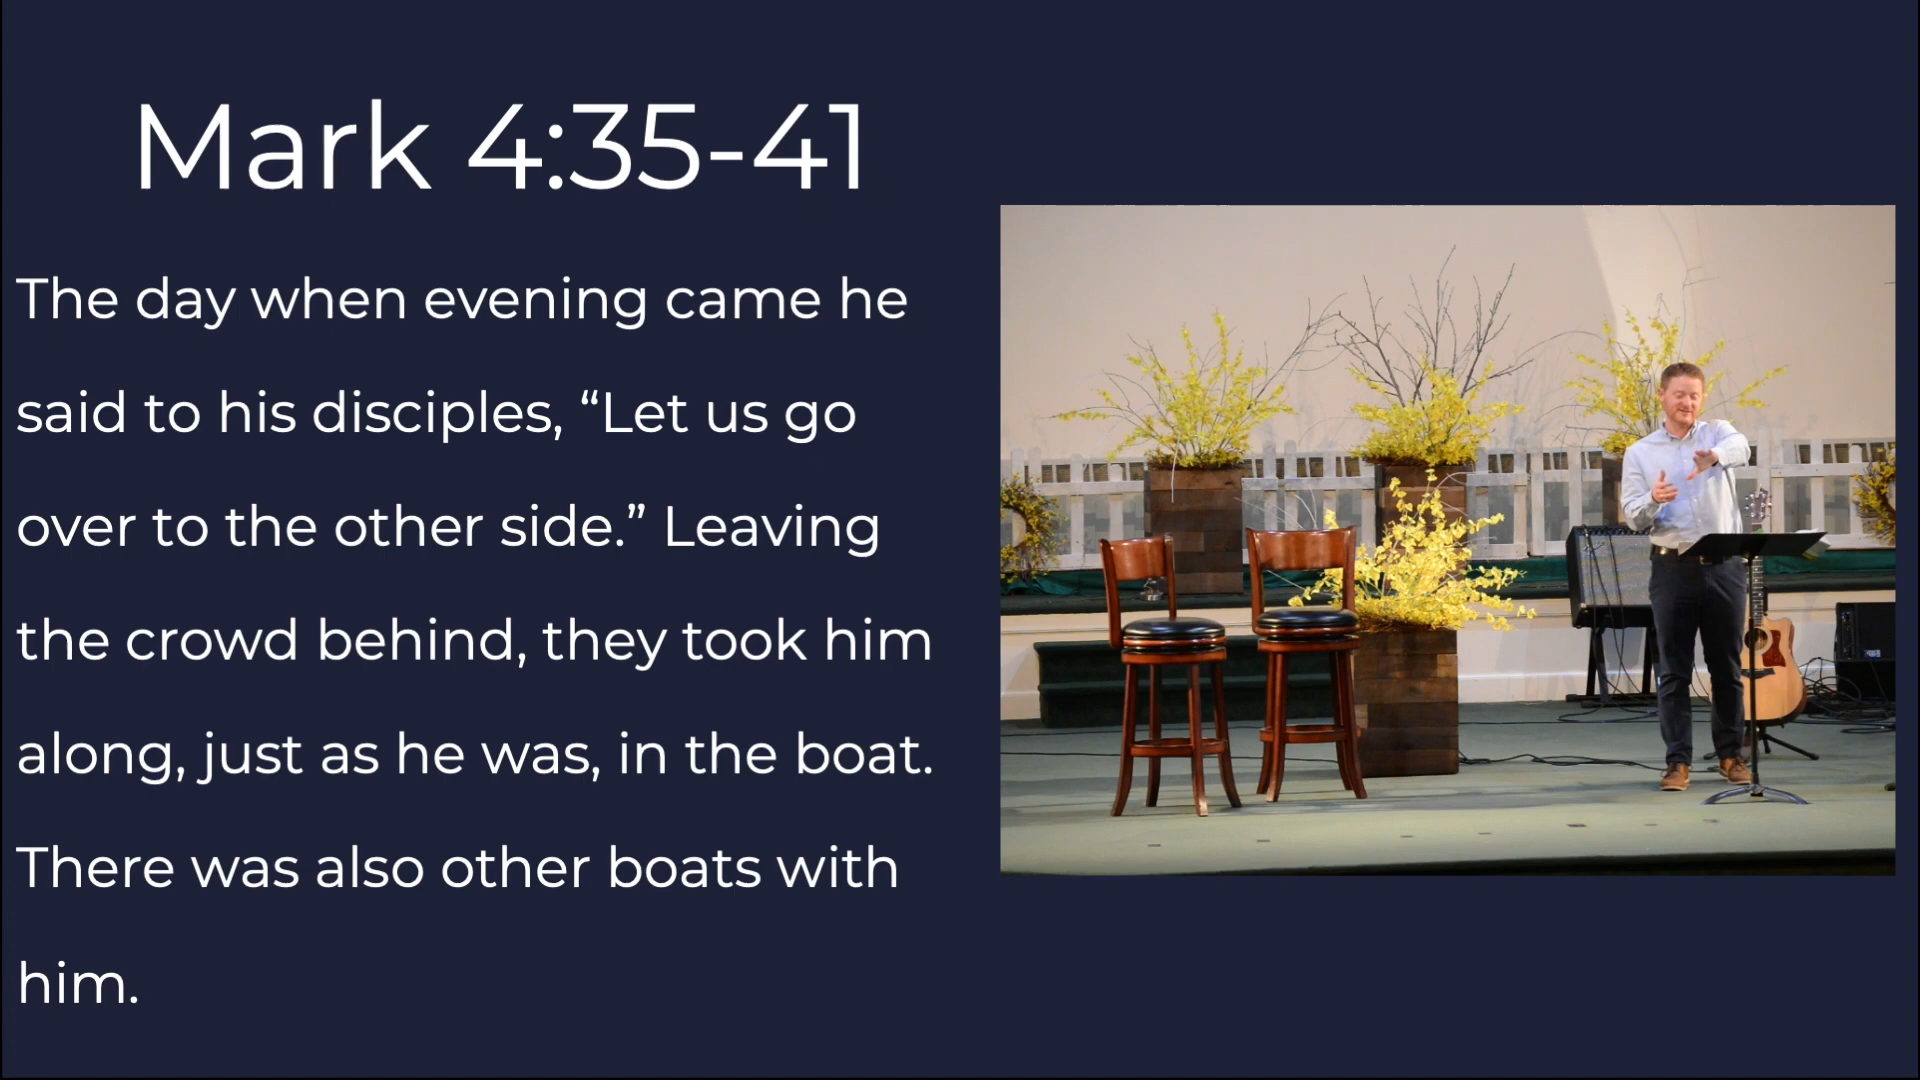 Mark 4:35-41
The day when evening came he
said to his disciples, “Let us go
over to the other side.” Leaving
the crowd behind, they took him
along, just as he was, in the boat.
There was also other boats with
him.